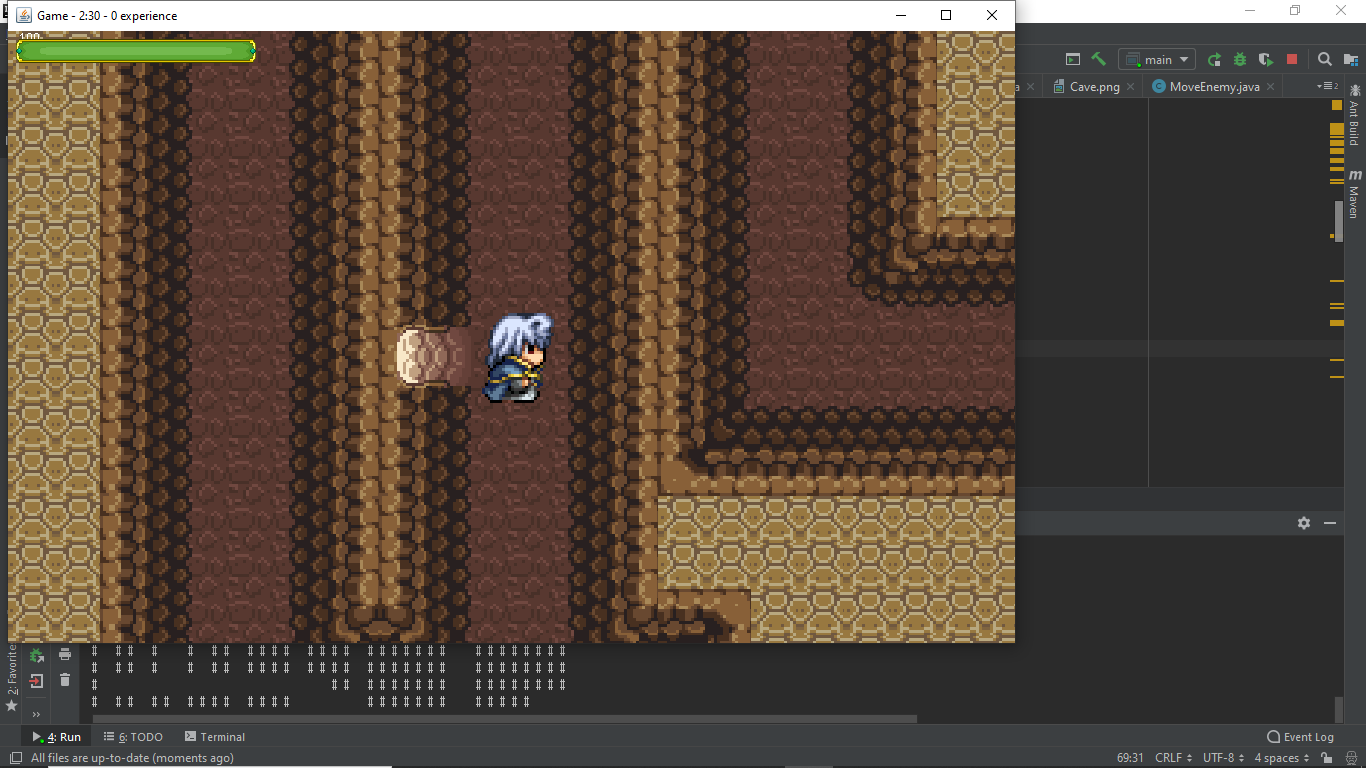 Game - 2:30 - 0 experience
100
main
Cave.png
MoveEnemy.java
Ant Build
Maven
2: Favorite
# ## # # ## #### #### ####### ########
# ## # # ## #### ## ####### ########
# ## ####### ########
# ## ## #### #### ####### #####
4: Run
6: TODO
Terminal
Event Log
All files are up-to-date (moments ago)
69:31
CRLF
UTF-8
4 spaces